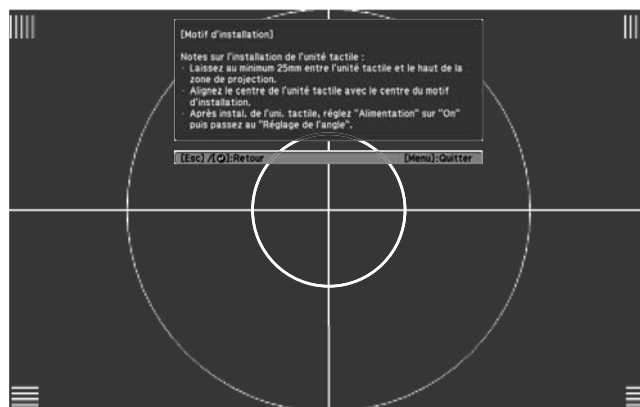 [Motif d'installation]
Notes sur l'installation de l'unité tactile :
· Laissez au minimum 25mm entre l'unité tactile et le haut de la
zone de projection.
· Alignez le centre de l'unité tactile avec le centre du motif
d'installation.
· Après instal. de l'uni. tactile, réglez "Alimentation" sur "On"
puis passez au "Réglage de l'angle".
[Esc] /[⮌]:Retour [Menu]:Quitter